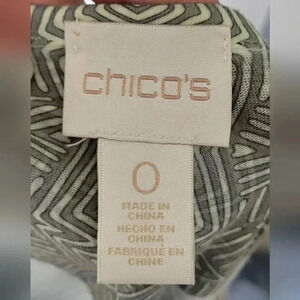 chico's
0
MADE IN
CHINA
HECHO EN
CHINA
FABRIQUÉ EN
CHINE